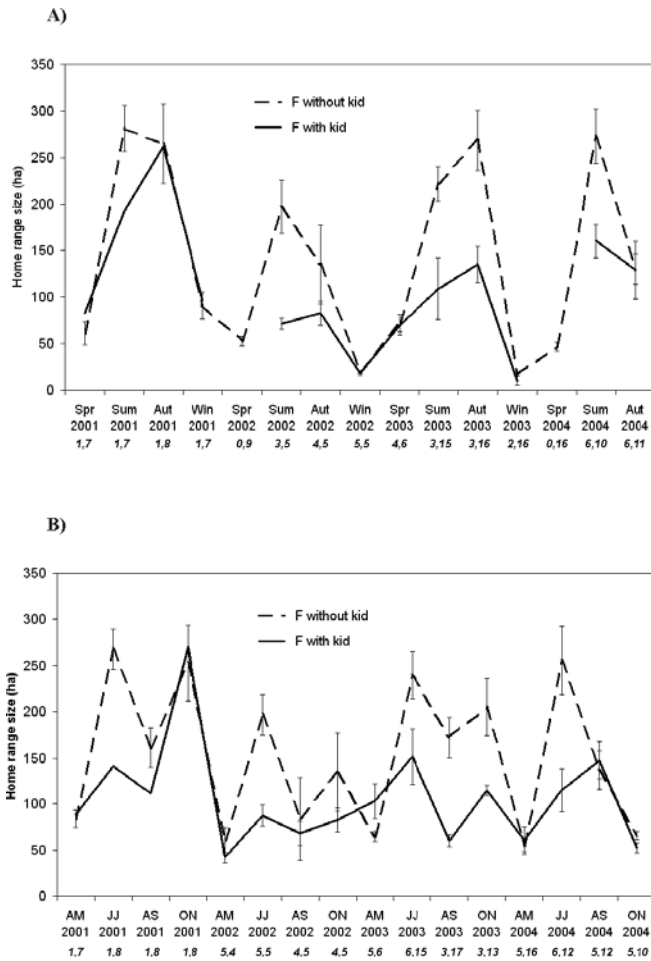 A)
350
300
250
200
150
100
50
0
Home range size (ha)
F without kid
F with kid
Spr Sum Aut Win Spr Sum Aut Win Spr Sum Aut Win Spr Sum Aut
2001 2001 2001 2001 2002 2002 2002 2002 2003 2003 2003 2003 2004 2004 2004
1,7 1,7 1,8 1,7 0,9 3,5 4,5 5,5 4,6 3,15 3,16 2,16 0,16 6,10 6,11
B)
350
300
250
200
150
100
50
0
Home range size (ha)
F without kid
F with kid
AM JJ AS ON AM JJ AS ON AM JJ AS ON AM JJ AS ON
2001 2001 2001 2001 2002 2002 2002 2002 2003 2003 2003 2003 2004 2004 2004 2004
1,7 1,8 1,8 1,8 5,4 5,5 4,5 4,5 5,6 6,15 3,17 3,13 5,16 6,12 5,12 5,10